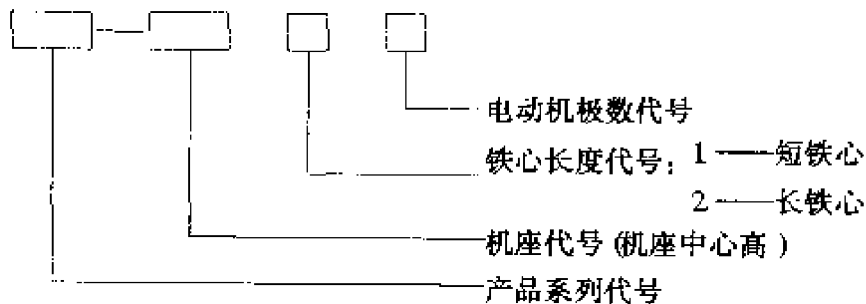 电动机极数代号
铁心长度代号：1——短铁心
2——长铁心
机座代号(机座中心高)
产品系列代号